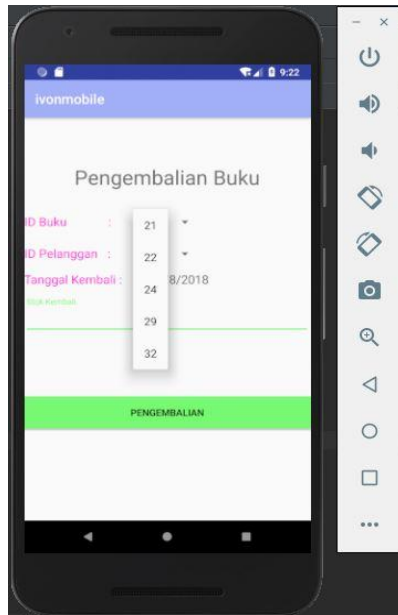 9:22
ivonmobile
Pengembalian Buku
ID Buku :
21
ID Pelanggan :
22
Tanggal Kembali :
8/2018
24
29
32
PENGEMBALIAN